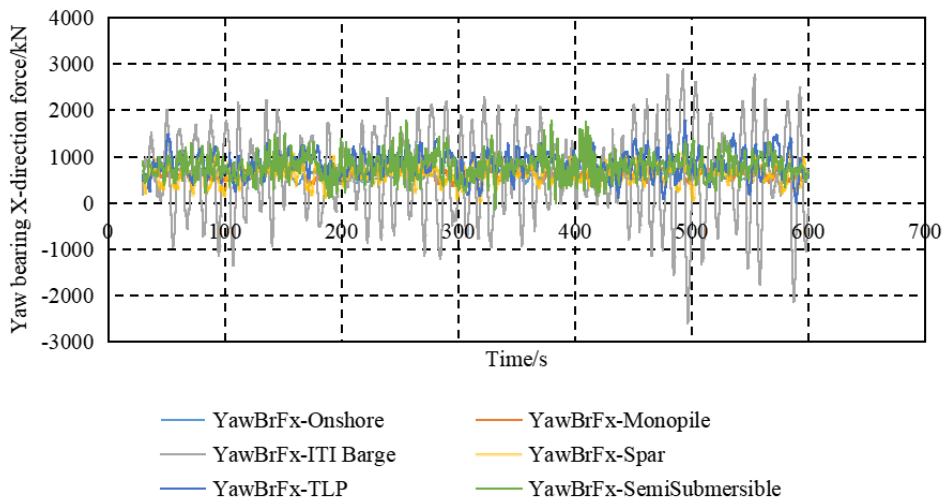 Yaw bearing X-direction force/kN
4000
3000
2000
1000
0
-1000
-2000
-3000
0 100 200 300 400 500 600 700
Time/s
YawBrFx-Onshore YawBrFx-Monopile
YawBrFx-ITI Barge YawBrFx-Spar
YawBrFx-TLP YawBrFx-SemiSubmersible